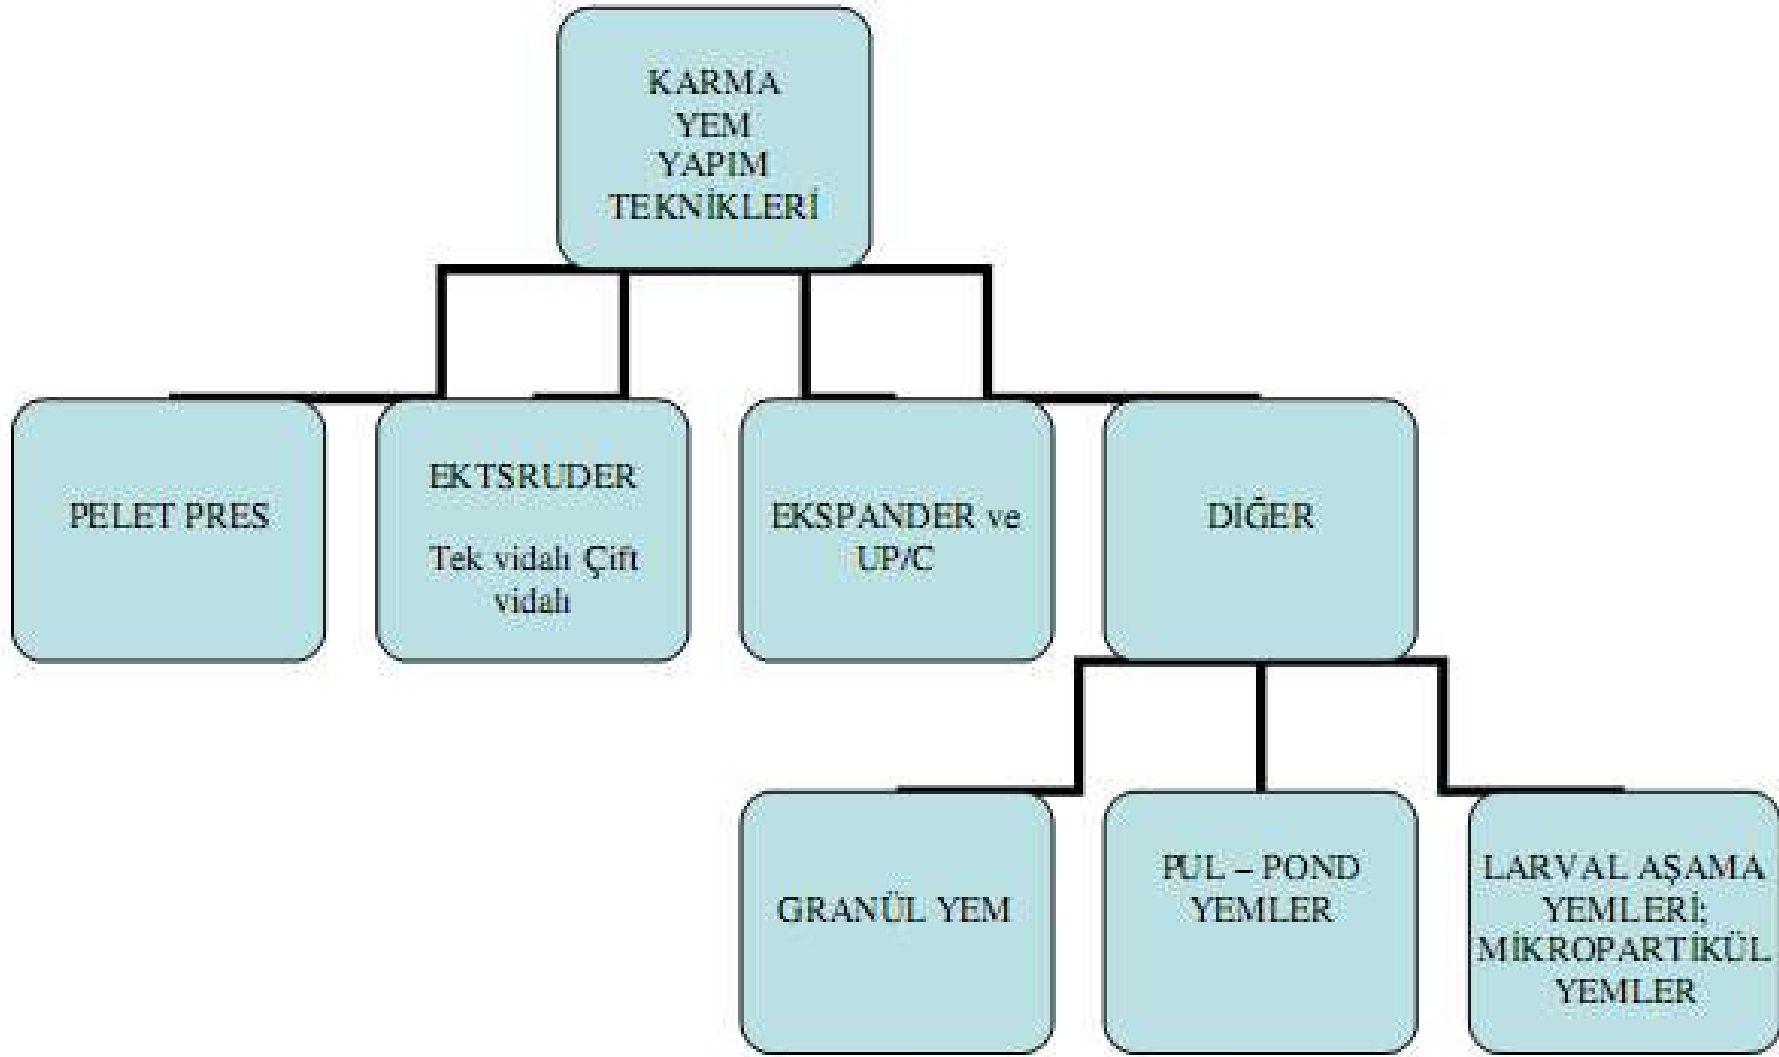 KARMA
YEM
YAPIM
TEKNİKLERİ
PELET PRES
EKTSRUDER
Tek vidalı Çift
vidalı
EKSPANDER ve
UP/C
DİĞER
GRANÜL YEM
PUL – POND
YEMLER
LARVAL AŞAMA
YEMLERİ;
MİKROPARTİKÜL
YEMLER